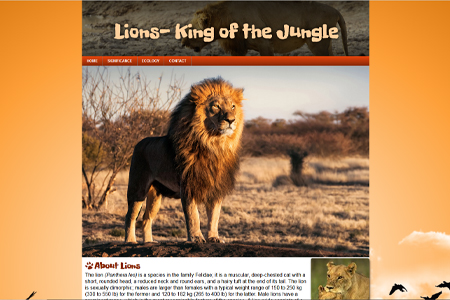 Lions- King of the Jungle
HOME SIGNIFICANCE ECOLOGY CONTACT
About Lions
The lion (Panthera leo) is a species in the family Felidae; it is a muscular, deep-chested cat with a
short, rounded head, a reduced neck and round ears, and a hairy tuft at the end of its tail. The lion
is sexually dimorphic; males are larger than females with a typical weight range of 150 to 250 kg
(330 to 550 lb) for the former and 120 to 182 kg (265 to 400 lb) for the latter. Male lions have a